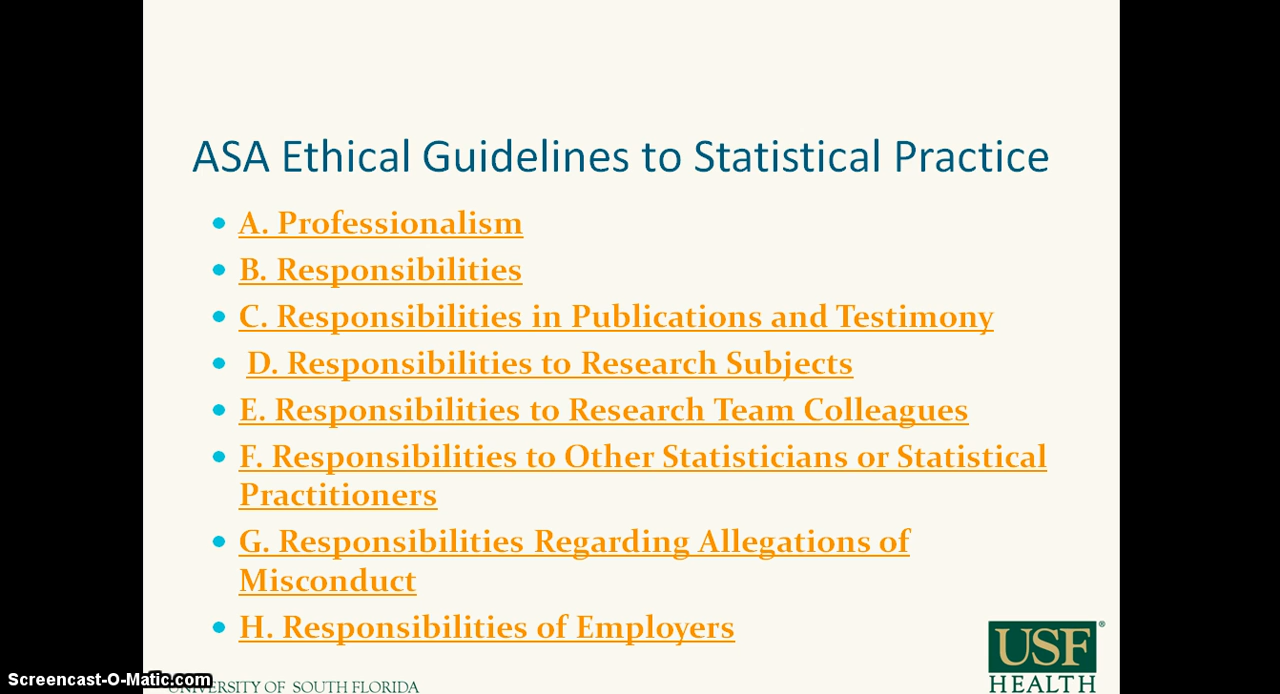 ASA Ethical Guidelines to Statistical Practice
A. Professionalism
B. Responsibilities
C. Responsibilities in Publications and Testimony
D. Responsibilities to Research Subjects
E. Responsibilities to Research Team Colleagues
F. Responsibilities to Other Statisticians or Statistical
Practitioners
G. Responsibilities Regarding Allegations of
Misconduct
H. Responsibilities of Employers
USF®
HEALTH
Screencast-O-Matic.com
UNIVERSITY OF SOUTH FLORIDA